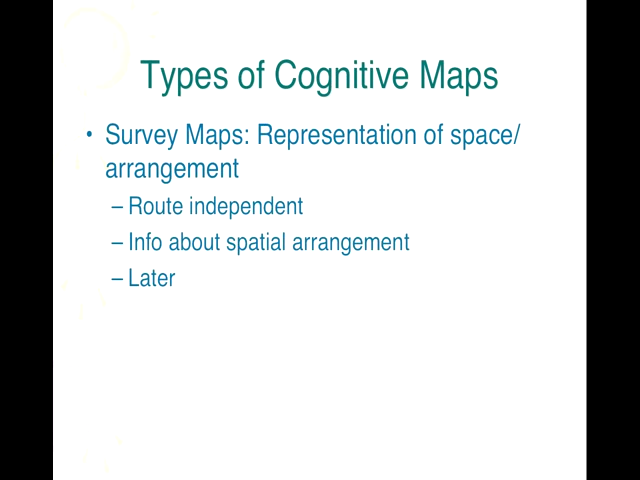 Types of Cognitive Maps
• Survey Maps: Representation of space/
arrangement
– Route independent
– Info about spatial arrangement
– Later